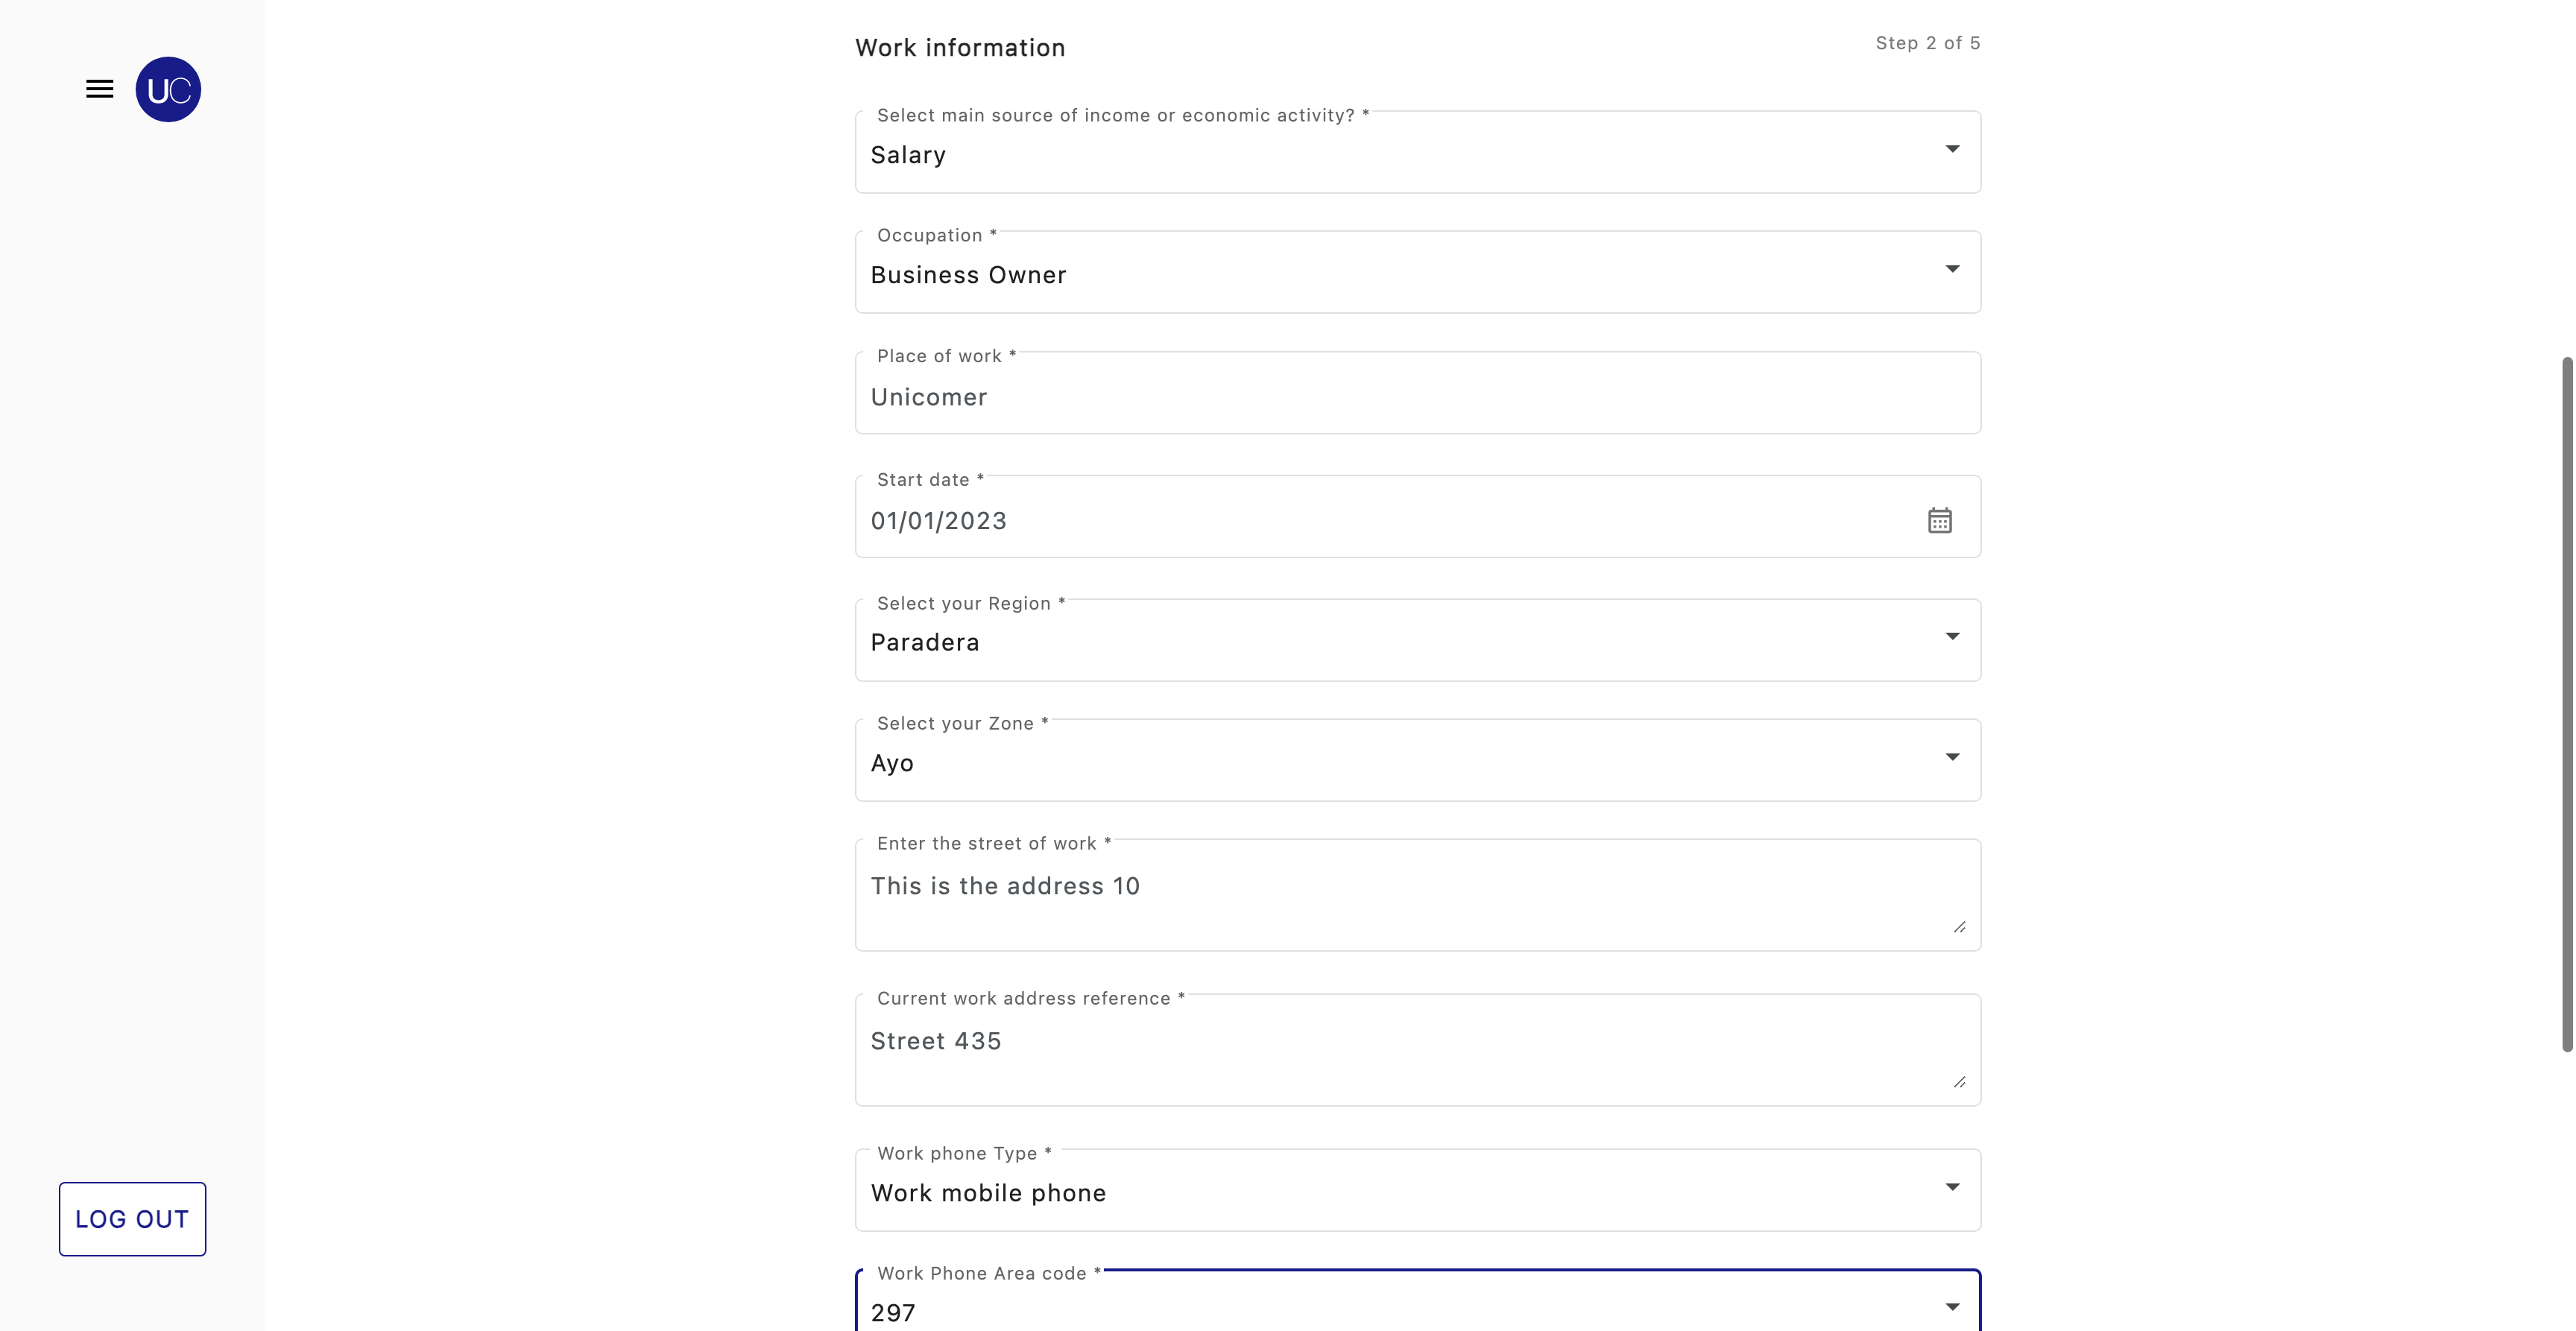 UC
Work information
Step 2 of 5
Select main source of income or economic activity? *
Salary
Occupation *
Business Owner
Place of work *
Unicomer
Start date *
01/01/2023
Select your Region *
Paradera
Select your Zone *
Ayo
Enter the street of work *
This is the address 10
Current work address reference *
Street 435
Work phone Type *
Work mobile phone
Work Phone Area code *
297
LOG OUT